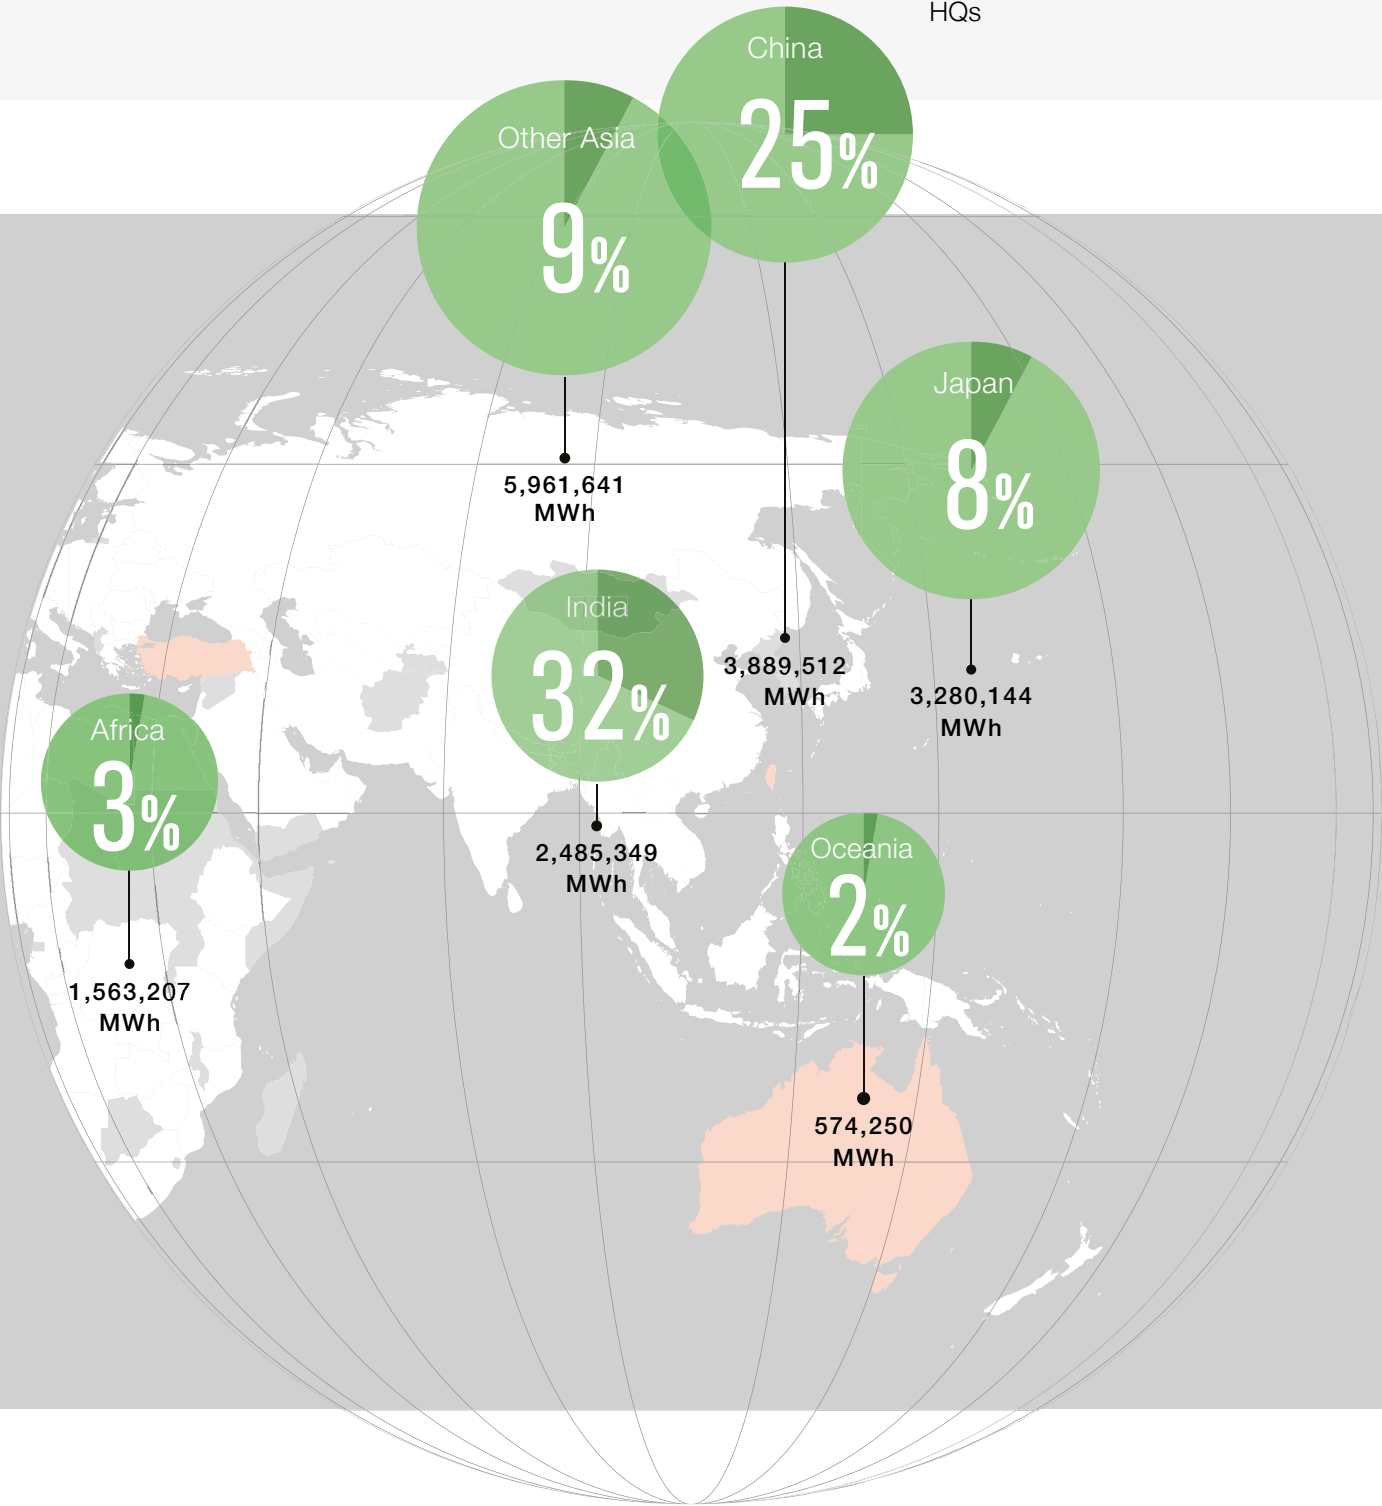 HQs
China
25%
Other Asia
9%
Japan
8%
5,961,641
MWh
India
32%
3,889,512
MWh
3,280,144
MWh
Africa
3%
2,485,349
MWh
Oceania
2%
1,563,207
MWh
574,250
MWh